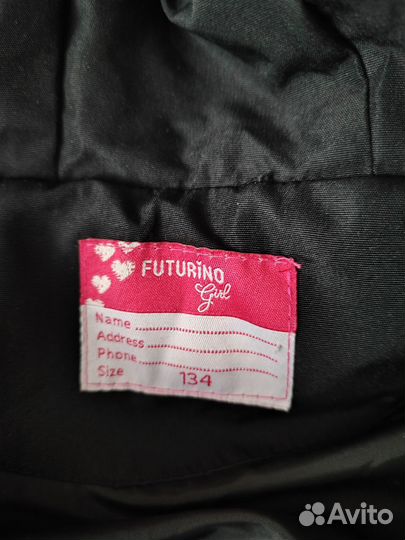 FUTURiNO
Girl
Name
Address
Phone
Size 134
Avito